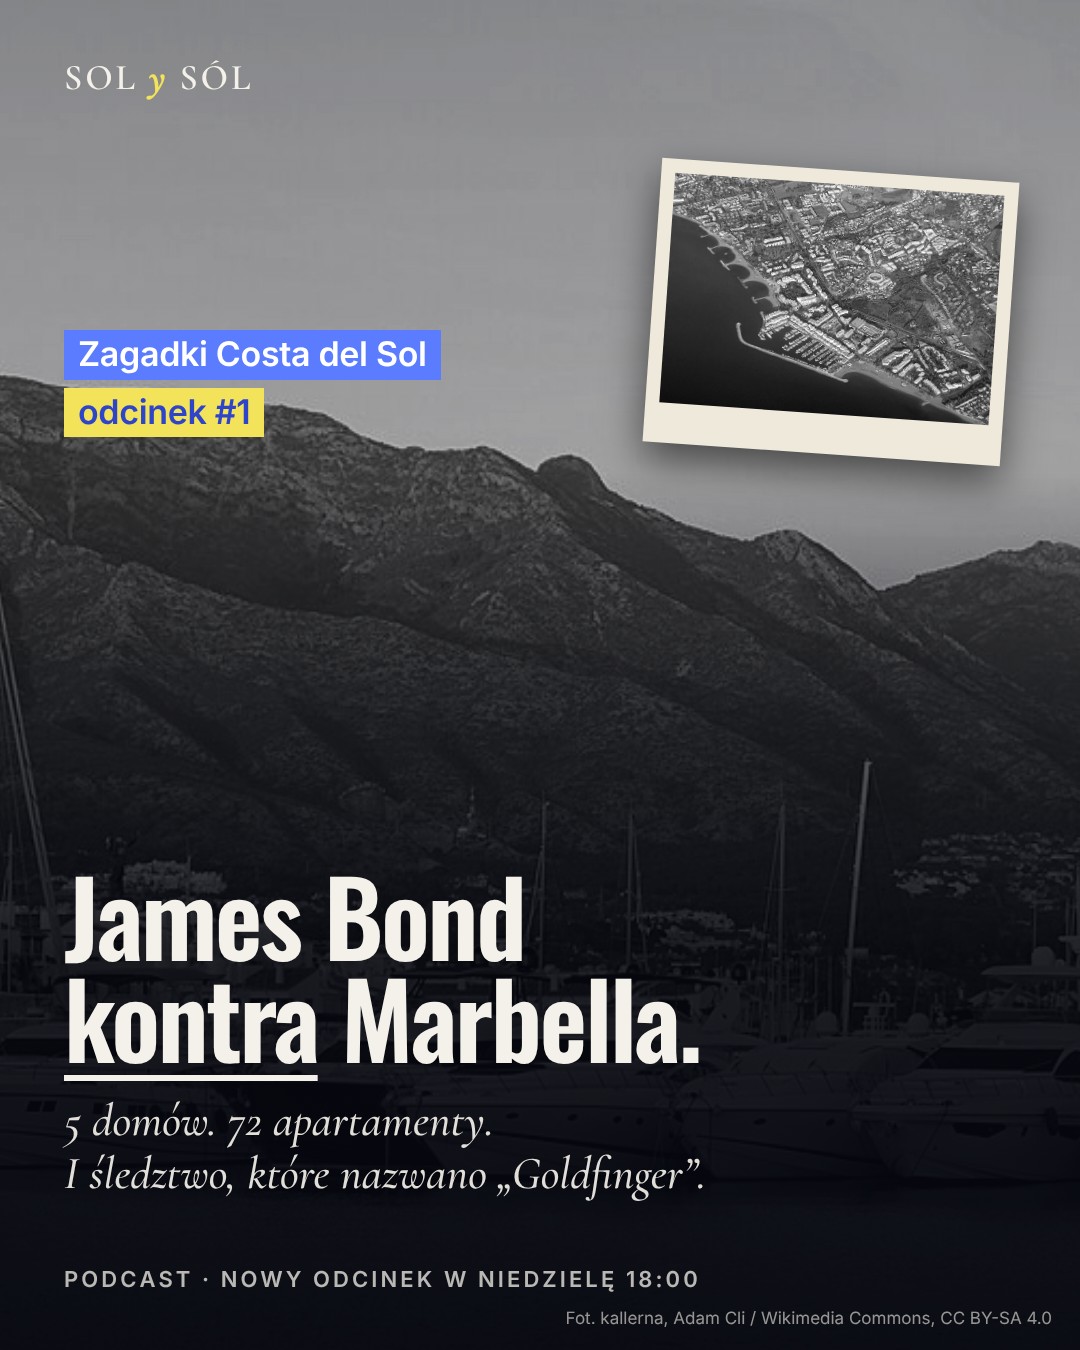 SOL y SÓL
Zagadki Costa del Sol
odcinek #1
James Bond
kontra Marbella.
5 domów. 72 apartamenty.
I śledztwo, które nazwano „Goldfinger”.
PODCAST · NOWY ODCINEK W NIEDZIELĘ 18:00
Fot. kallerna, Adam Cli / Wikimedia Commons, CC BY-SA 4.0